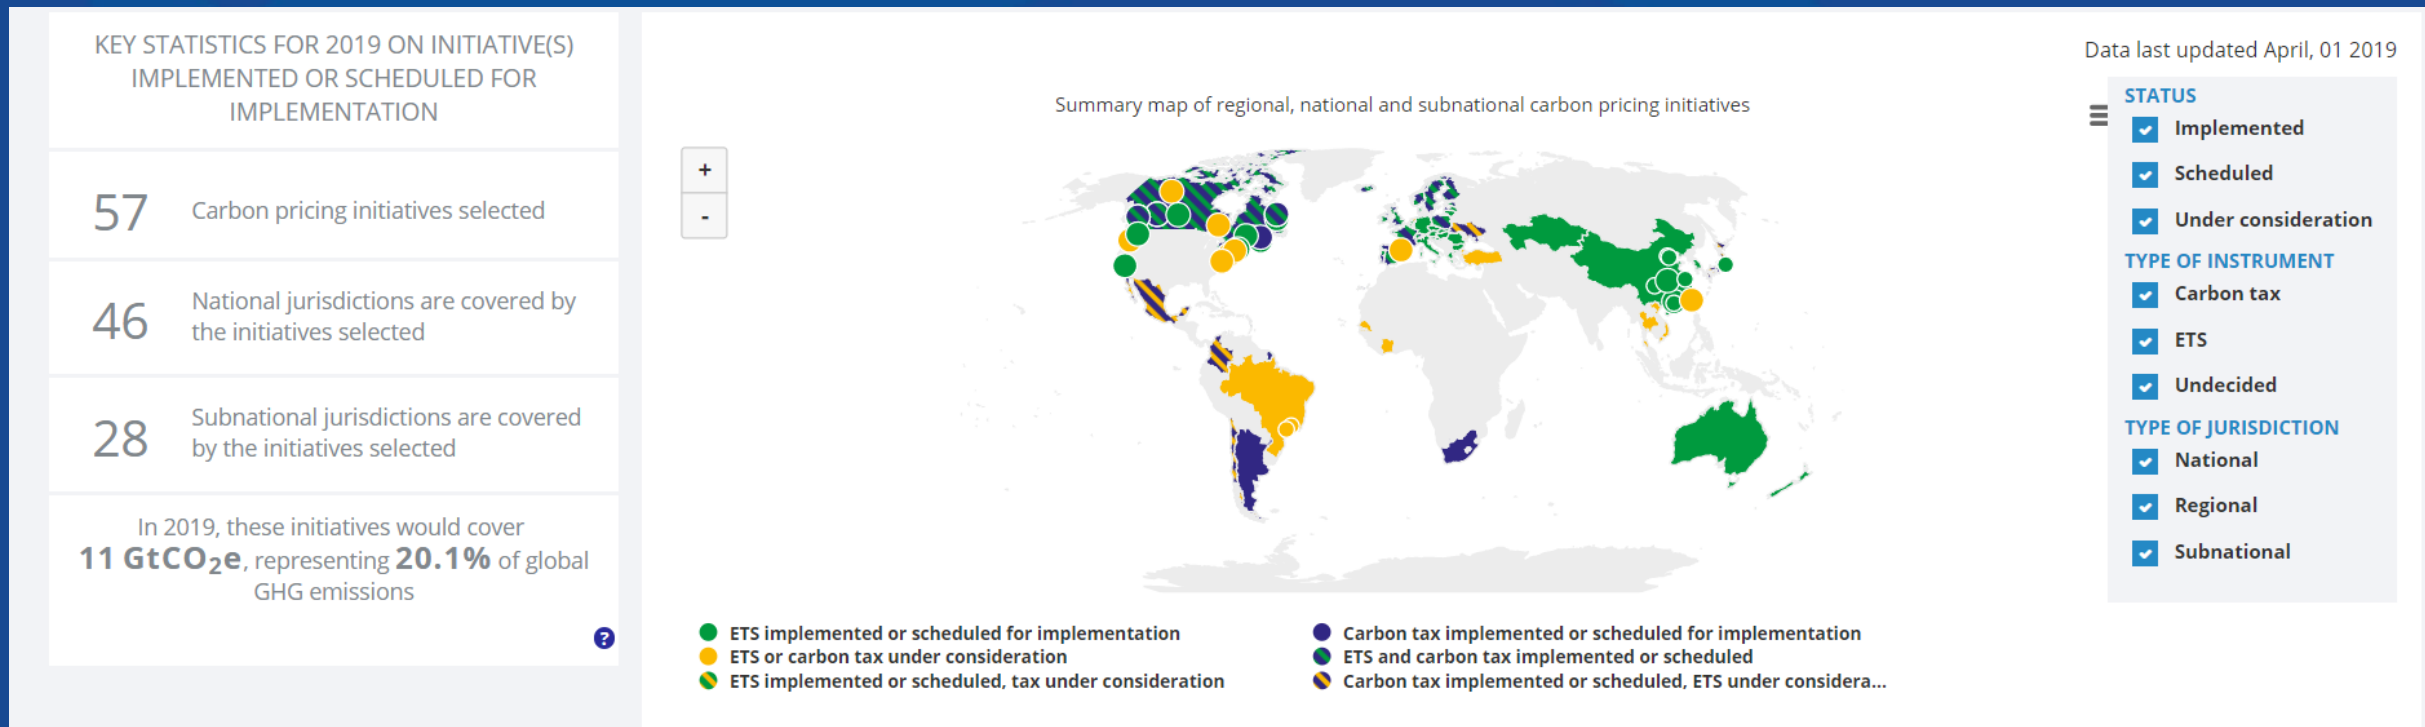 KEY STATISTICS FOR 2019 ON INITIATIVE(S)
IMPLEMENTED OR SCHEDULED FOR
IMPLEMENTATION
57 Carbon pricing initiatives selected
46 National jurisdictions are covered by
the initiatives selected
28 Subnational jurisdictions are covered
by the initiatives selected
In 2019, these initiatives would cover
11 GtCO₂e, representing 20.1% of global
GHG emissions
?
Data last updated April, 01 2019
Summary map of regional, national and subnational carbon pricing initiatives
+
-
STATUS
Implemented
Scheduled
Under consideration
TYPE OF INSTRUMENT
Carbon tax
ETS
Undecided
TYPE OF JURISDICTION
National
Regional
Subnational
ETS implemented or scheduled for implementation
ETS or carbon tax under consideration
ETS implemented or scheduled, tax under consideration
Carbon tax implemented or scheduled for implementation
ETS and carbon tax implemented or scheduled
Carbon tax implemented or scheduled, ETS under considera...